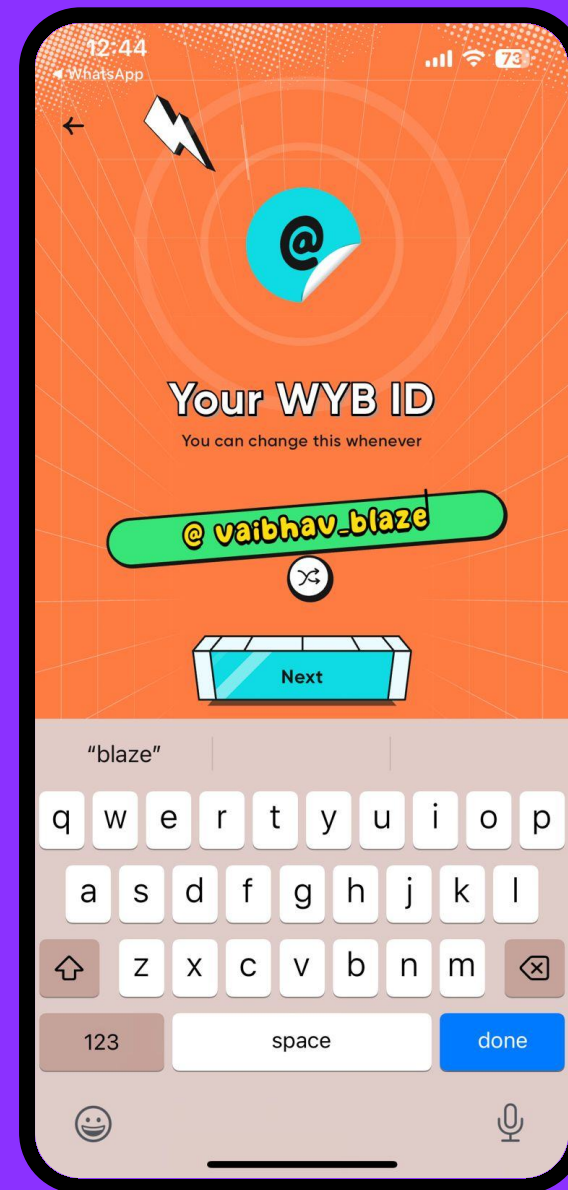 12:44
73
◀ WhatsApp
@
Your WYB ID
You can change this whenever
@ vaibhav_blaze
Next
“blaze”
q w e r t y u i o p
a s d f g h j k l
z x c v b n m
123 space done